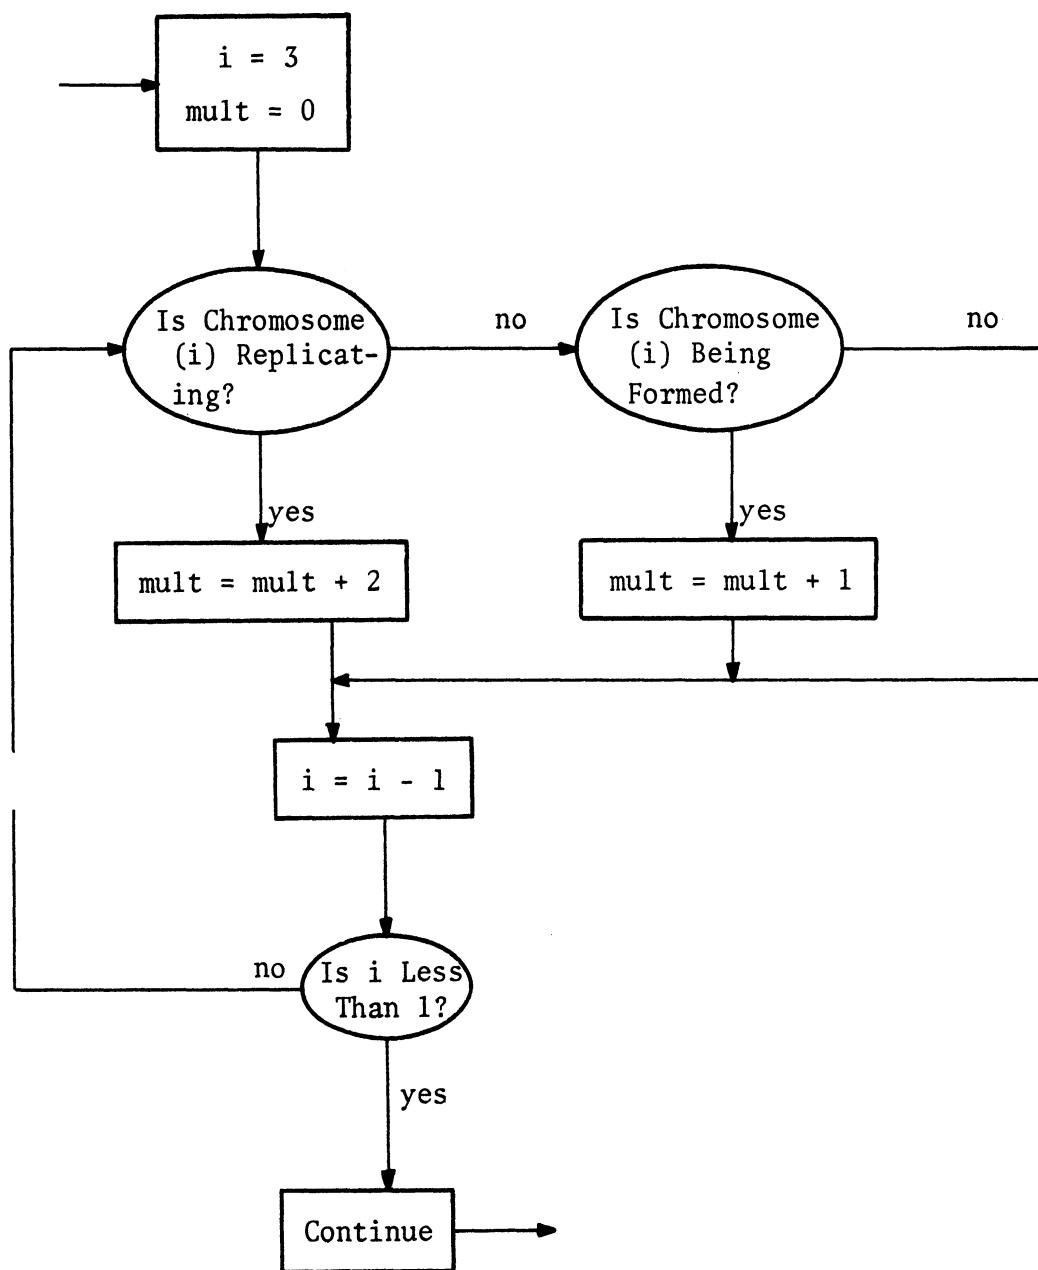 i = 3
mult = 0
Is Chromosome
(i) Replicat-
ing?
no
Is Chromosome
(i) Being
Formed?
no
yes
yes
mult = mult + 2
mult = mult + 1
i = i - 1
no
Is i Less
Than 1?
yes
Continue